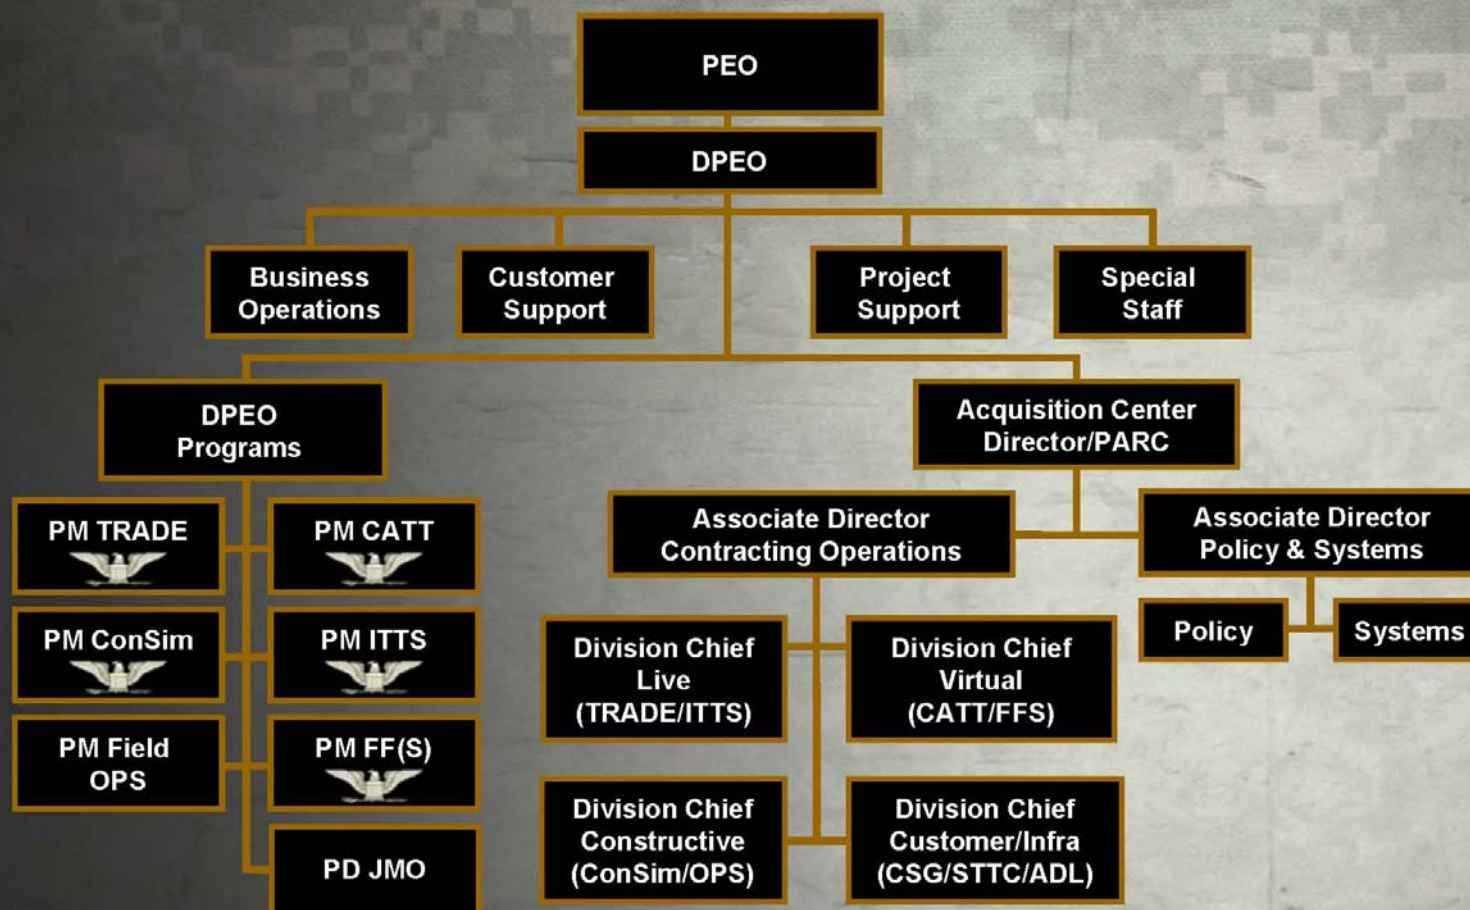 PEO
DPEO
Business
Operations
Customer
Support
Project
Support
Special
Staff
DPEO
Programs
Acquisition Center
Director/PARC
PM TRADE
PM CATT
PM ConSim
PM ITTS
PM Field
OPS
PM FF(S)
PD JMO
Associate Director
Contracting Operations
Associate Director
Policy & Systems
Policy
Systems
Division Chief
Live
(TRADE/ITTS)
Division Chief
Virtual
(CATT/FFS)
Division Chief
Constructive
(ConSim/OPS)
Division Chief
Customer/Infra
(CSG/STTC/ADL)